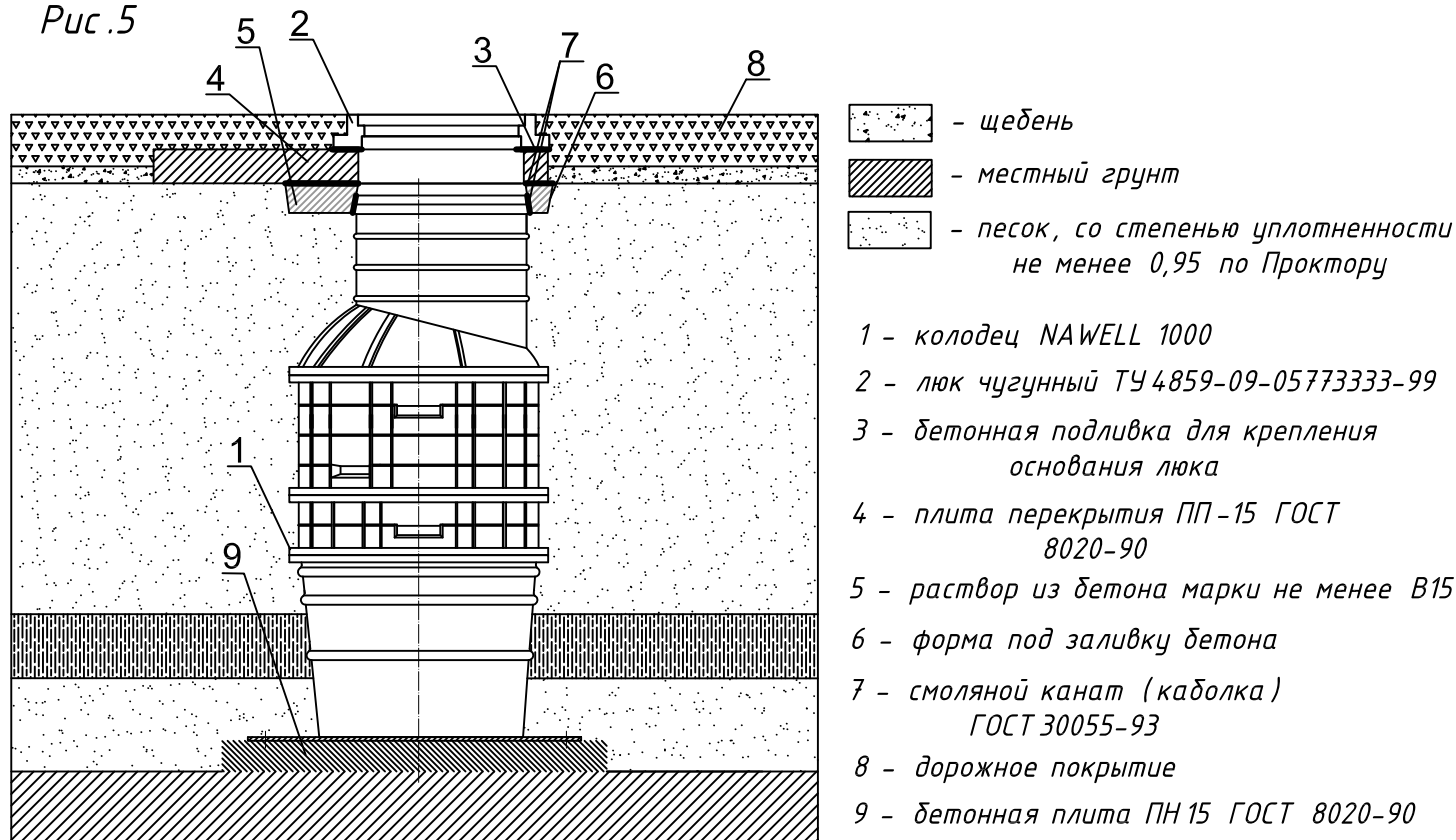 Рис.5
5
2
3
7
4
6
8
1
9
- щебень
- местный грунт
- песок, со степенью уплотненности
не менее 0,95 по Проктору
1 - колодец NAWELL 1000
2 - люк чугунный ТУ 4859-09-05773333-99
3 - бетонная подливка для крепления
основания люка
4 - плита перекрытия ПП-15 ГОСТ
8020-90
5 - раствор из бетона марки не менее В15
6 - форма под заливку бетона
7 - смоляной канат (каболка)
ГОСТ 30055-93
8 - дорожное покрытие
9 - бетонная плита ПН15 ГОСТ 8020-90